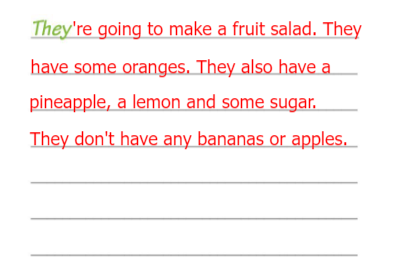 They're going to make a fruit salad. They
have some oranges. They also have a
pineapple, a lemon and some sugar.
They don't have any bananas or apples.